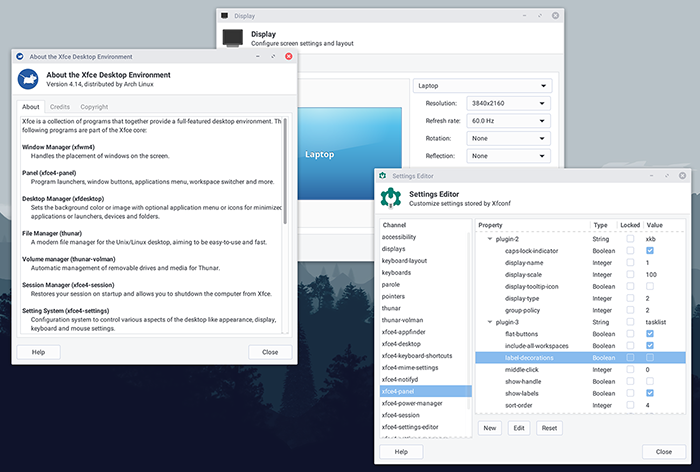 Display
Display
Configure screen settings and layout
Laptop
Resolution: 3840x2160
Refresh rate: 60.0 Hz
Rotation: None
Reflection: None
Laptop
About the Xfce Desktop Environment
About the Xfce Desktop Environment
Version 4.14, distributed by Arch Linux
About Credits Copyright
Xfce is a collection of programs that together provide a full-featured desktop environment. Th
following programs are part of the Xfce core:
Window Manager (xfwm4)
Handles the placement of windows on the screen.
Panel (xfce4-panel)
Program launchers, window buttons, applications menu, workspace switcher and more.
Desktop Manager (xfdesktop)
Sets the background color or image with optional application menu or icons for minimized
applications or launchers, devices and folders.
File Manager (thunar)
A modern file manager for the Unix/Linux desktop, aiming to be easy-to-use and fast.
Volume manager (thunar-volman)
Automatic management of removable drives and media for Thunar.
Session Manager (xfce4-session)
Restores your session on startup and allows you to shutdown the computer from Xfce.
Setting System (xfce4-settings)
Configuration system to control various aspects of the desktop like appearance, display,
keyboard and mouse settings.
Help Close
Settings Editor
Settings Editor
Customize settings stored by Xfconf
Channel
accessibility
displays
keyboard-layout
keyboards
parole
pointers
thunar
thunar-volman
xfce4-appfinder
xfce4-desktop
xfce4-keyboard-shortcuts
xfce4-mime-settings
xfce4-notifyd
xfce4-panel
xfce4-power-manager
xfce4-session
xfce4-settings-editor
Property Type Locked Value
plugin-2 String xkb
caps-lock-indicator Boolean
display-name Integer 1
display-scale Integer 100
display-tooltip-icon Boolean
display-type Integer 2
group-policy Integer 2
plugin-3 String tasklist
flat-buttons Boolean
include-all-workspaces Boolean
label-decorations Boolean
middle-click Integer 0
show-handle Boolean
show-labels Boolean
sort-order Integer 4
New Edit Reset
Help Close